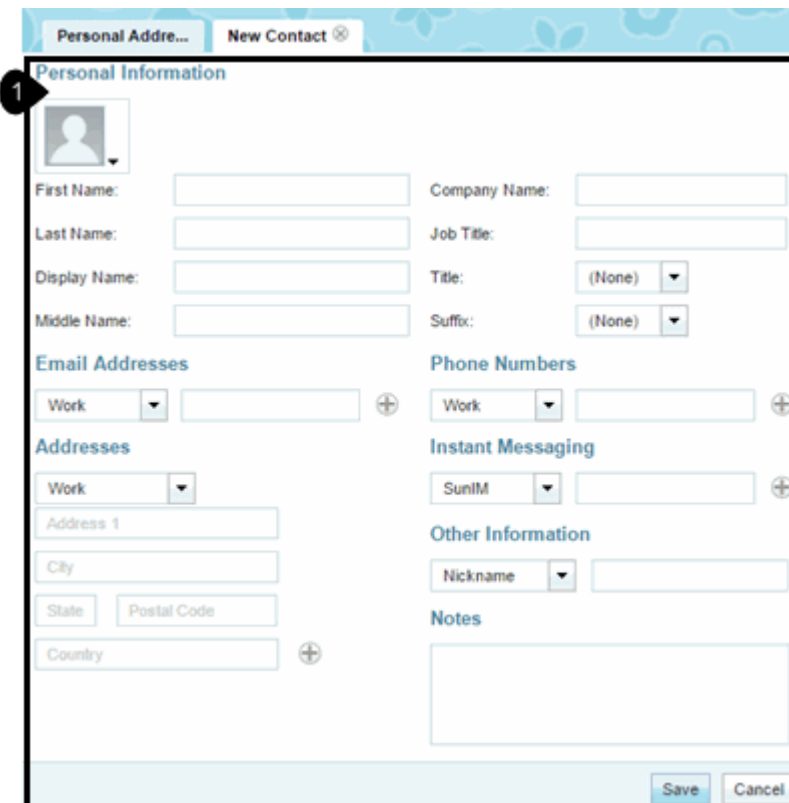 Personal Addre... New Contact
1
Personal Information
First Name: Company Name:
Last Name: Job Title:
Display Name: Title: (None)
Middle Name: Suffix: (None)
Email Addresses Phone Numbers
Work Work
Addresses Instant Messaging
Work SunIM
Address 1
Other Information
City
Nickname
State Postal Code
Notes
Country
Save Cancel